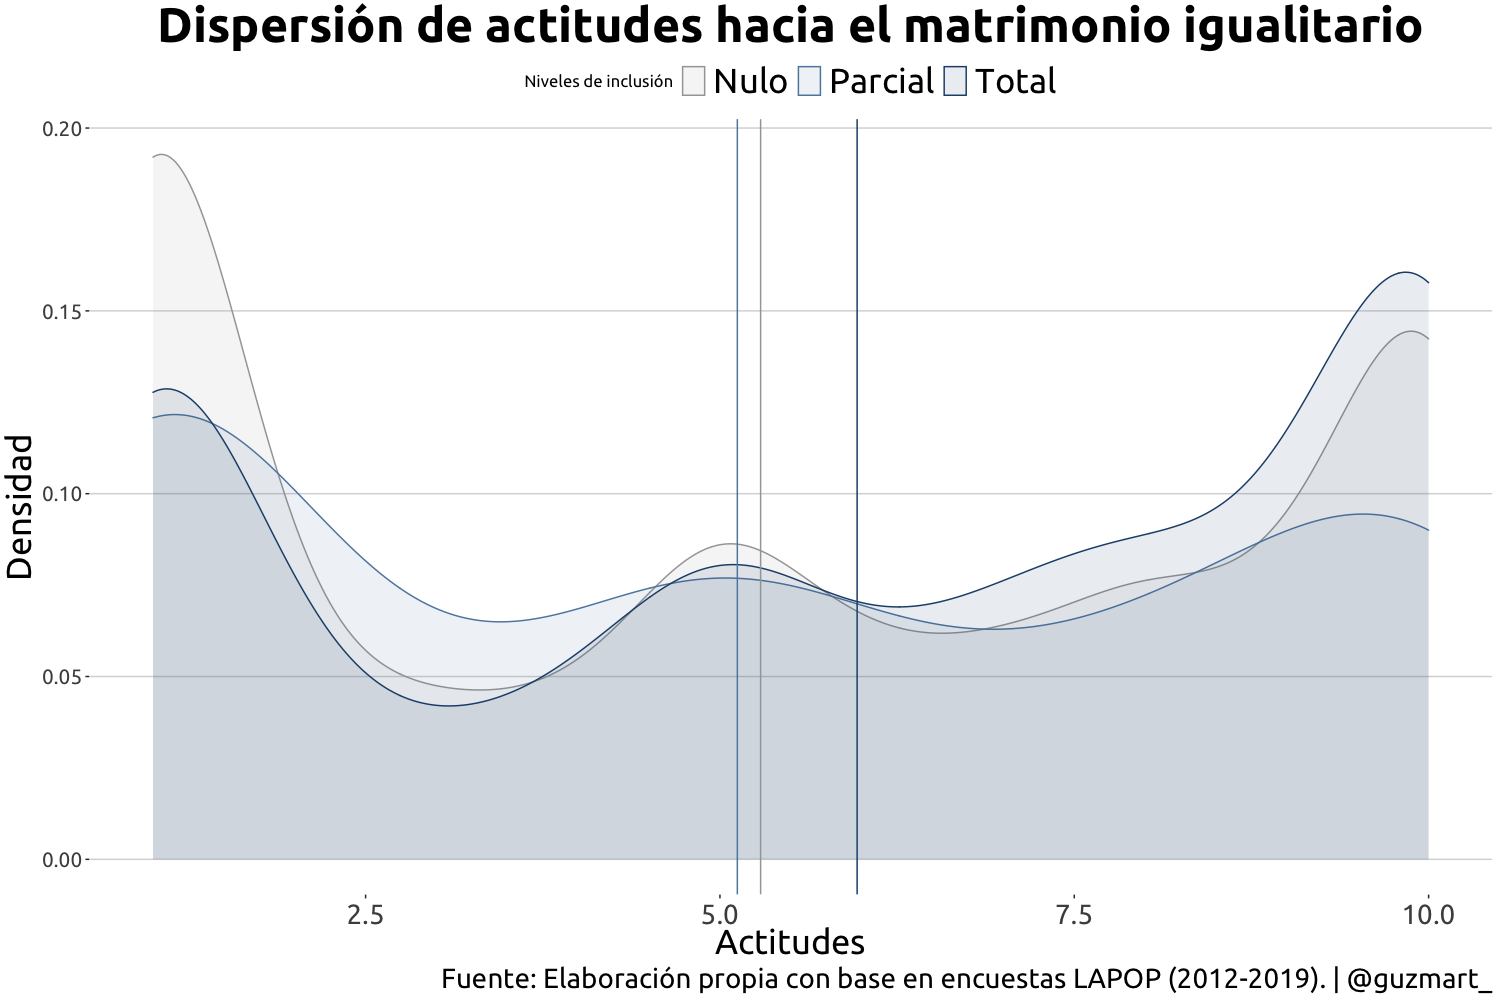 Dispersión de actitudes hacia el matrimonio igualitario
Niveles de inclusión Nulo Parcial Total
0.20
0.15
0.10
0.05
0.00
Densidad
2.5 5.0 7.5 10.0
Actitudes
Fuente: Elaboración propia con base en encuestas LAPOP (2012-2019). | @guzmart_